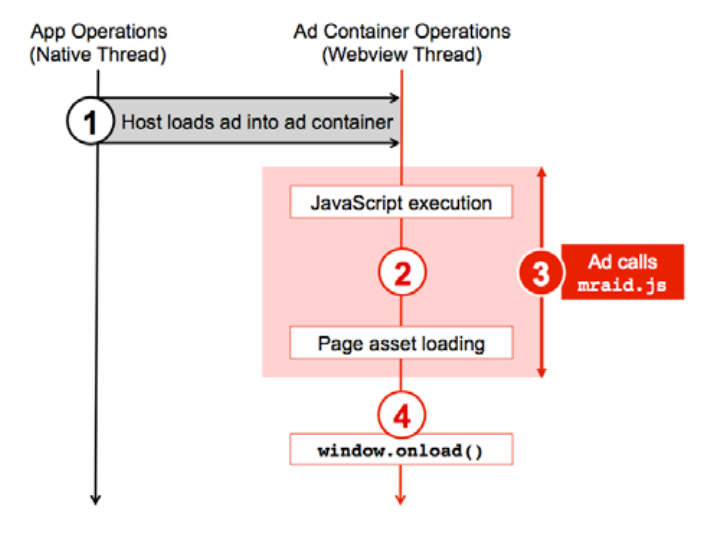 App Operations
(Native Thread)
Ad Container Operations
(Webview Thread)
1
Host loads ad into ad container
JavaScript execution
2
3
Ad calls
mraid.js
Page asset loading
4
window.onload()